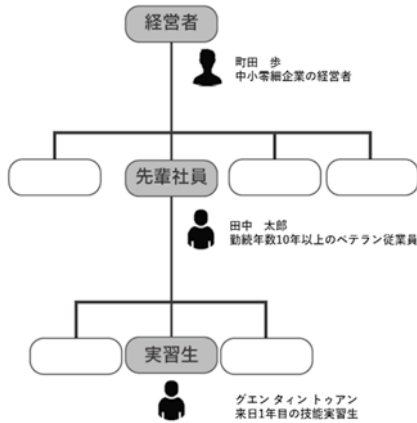 経営者
町田　歩
中小零細企業の経営者
先輩社員
田中　太郎
勤続年数10年以上のベテラン従業員
実習生
グエン タィン トゥアン
来日1年目の技能実習生